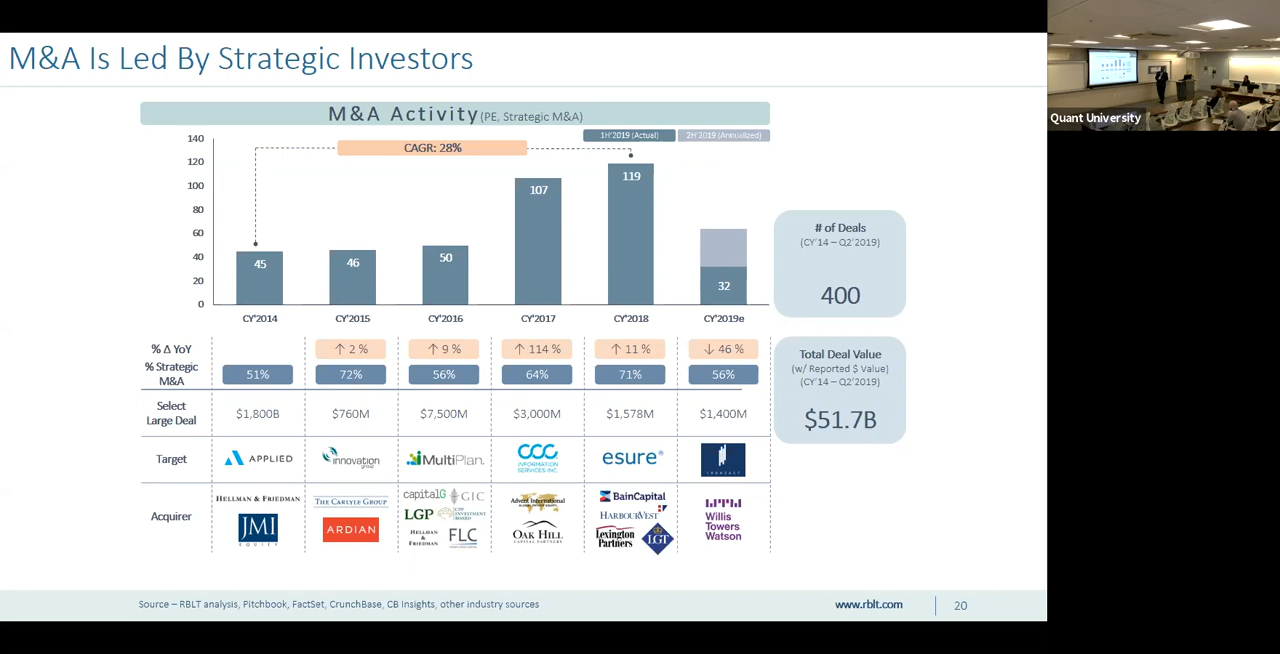 M&A Is Led By Strategic Investors
Quant University
M&A Activity (PE, Strategic M&A)
1H'2019 (Actual) 2H'2019 (Annualized)
140
120
100
80
60
40
20
0
CAGR: 28%
45
46
50
107
119
32
CY'2014 CY'2015 CY'2016 CY'2017 CY'2018 CY'2019e
# of Deals
(CY'14 – Q2'2019)
400
% Δ YoY ↑ 2 % ↑ 9 % ↑ 114 % ↑ 11 % ↓ 46 %
% Strategic
M&A
51% 72% 56% 64% 71% 56%
Total Deal Value
(w/ Reported $ Value)
(CY'14 – Q2'2019)
$51.7B
Select
Large Deal
$1,800B $760M $7,500M $3,000M $1,578M $1,400M
Target
APPLIED
innovation
group
MultiPlan.
CCC
INFORMATION
SERVICES INC.
esure
Acquirer
HELLMAN & FRIEDMAN
JMI
EQUITY
THE CARLYLE GROUP
ARDIAN
capitalG GIC
LGP
HELLMAN
&
FRIEDMAN
FLC
Advent International
OAK HILL
CAPITAL PARTNERS
BainCapital
HARBOURVEST
Lexington
Partners
LGT
Willis
Towers
Watson
Source – RBLT analysis, Pitchbook, FactSet, CrunchBase, CB Insights, other industry sources
www.rblt.com
20